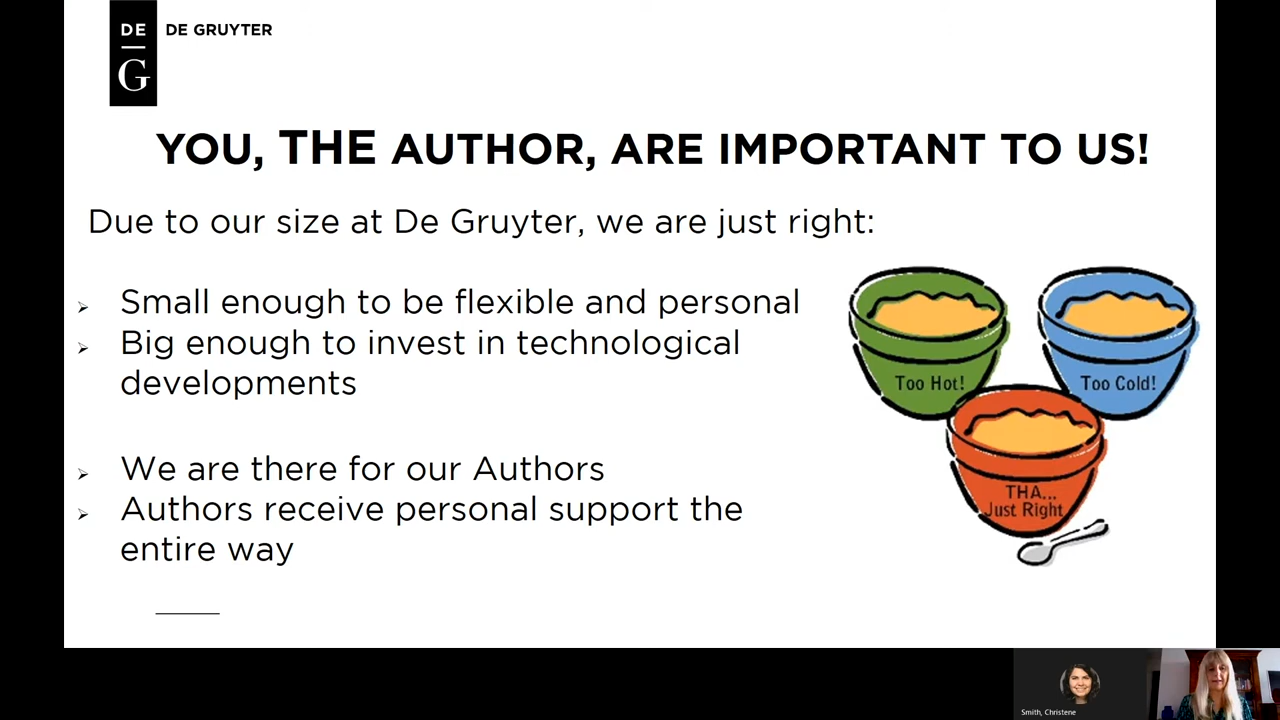 DE
G
DE GRUYTER
YOU, THE AUTHOR, ARE IMPORTANT TO US!
Due to our size at De Gruyter, we are just right:
Small enough to be flexible and personal
Big enough to invest in technological
developments
Too Hot!
Too Cold!
We are there for our Authors
Authors receive personal support the
entire way
THA...
Just Right
Smith, Christene